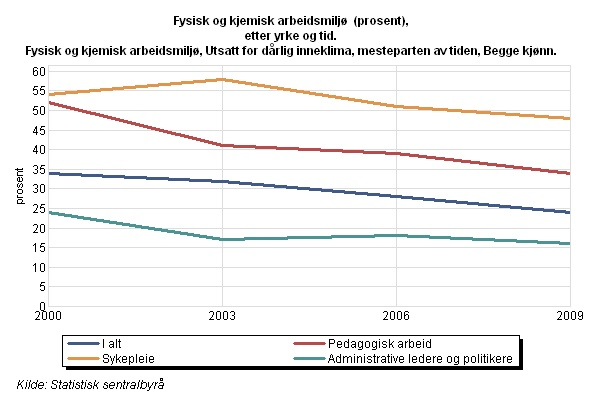 Fysisk og kjemisk arbeidsmiljø (prosent),
etter yrke og tid.
Fysisk og kjemisk arbeidsmiljø, Utsatt for dårlig inneklima, mesteparten av tiden, Begge kjønn.
60
55
50
45
40
35
30
25
20
15
10
5
0
prosent
2000 2003 2006 2009
I alt Pedagogisk arbeid
Sykepleie Administrative ledere og politikere
Kilde: Statistisk sentralbyrå